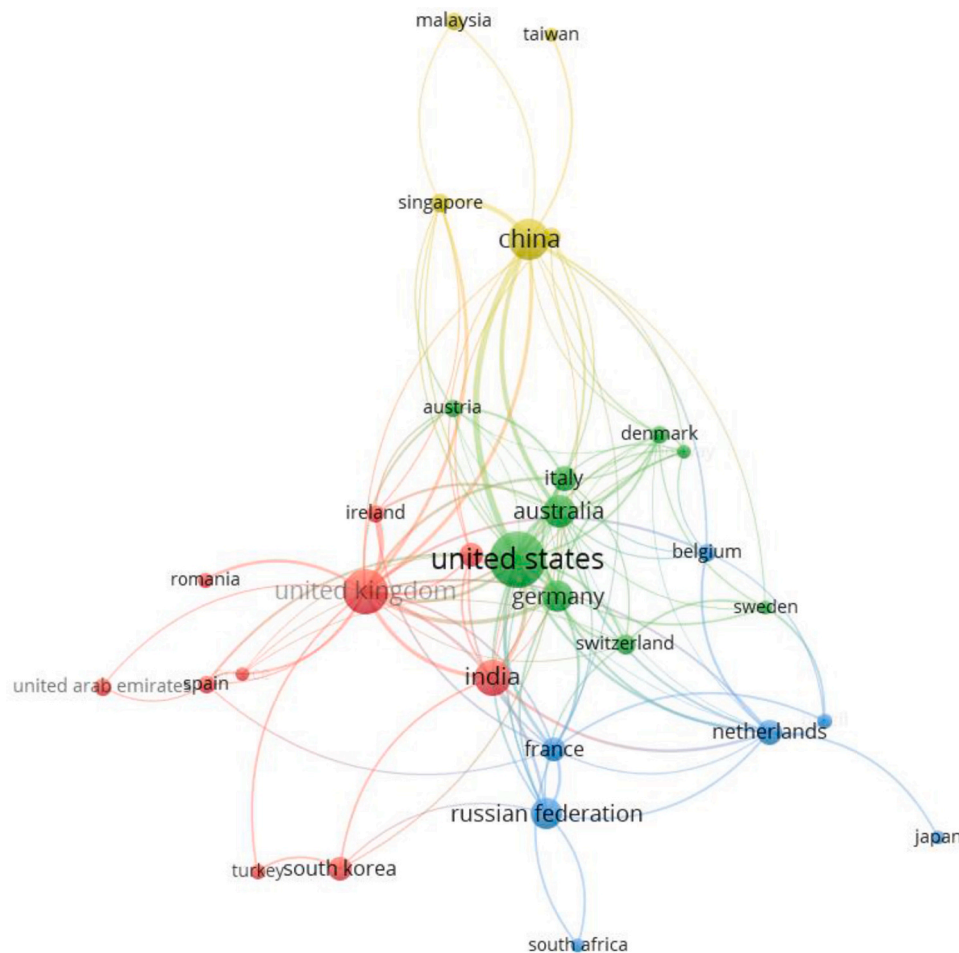 malaysia
taiwan
singapore
china
austria
denmark
italy
australia
ireland
united states
belgium
romania
united kingdom
germany
sweden
switzerland
india
united arab emirates
spain
netherlands
france
russian federation
japan
turkey
south korea
south africa